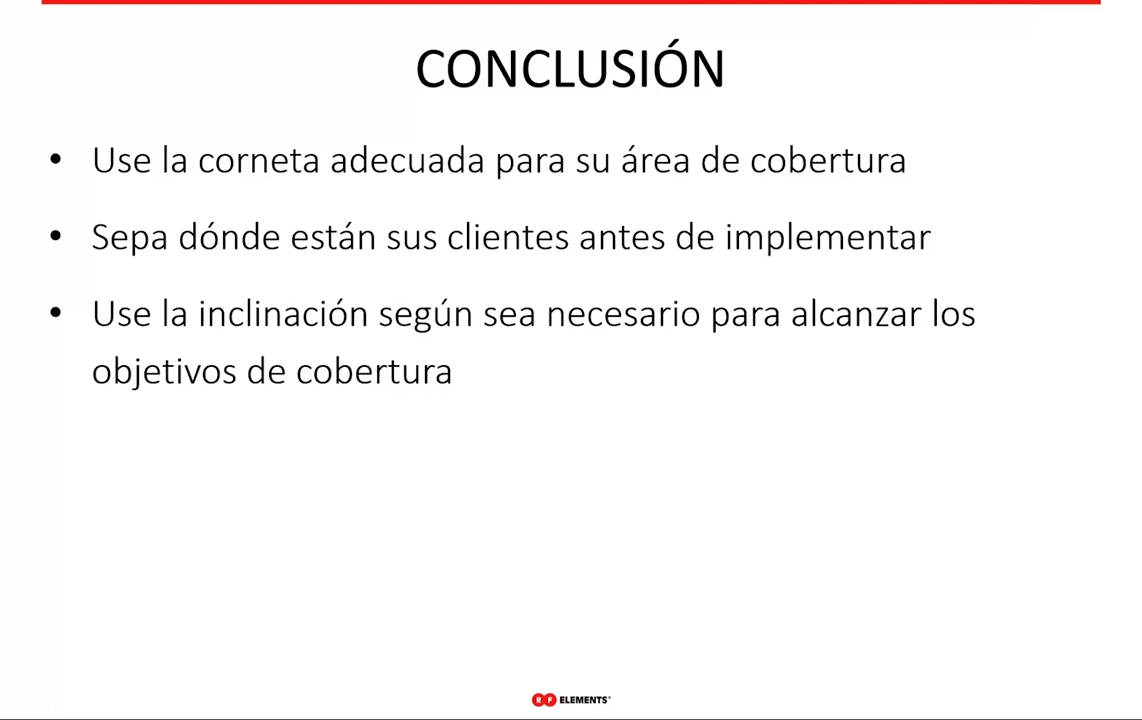 CONCLUSIÓN
• Use la corneta adecuada para su área de cobertura
• Sepa dónde están sus clientes antes de implementar
• Use la inclinación según sea necesario para alcanzar los
objetivos de cobertura
RF ELEMENTS